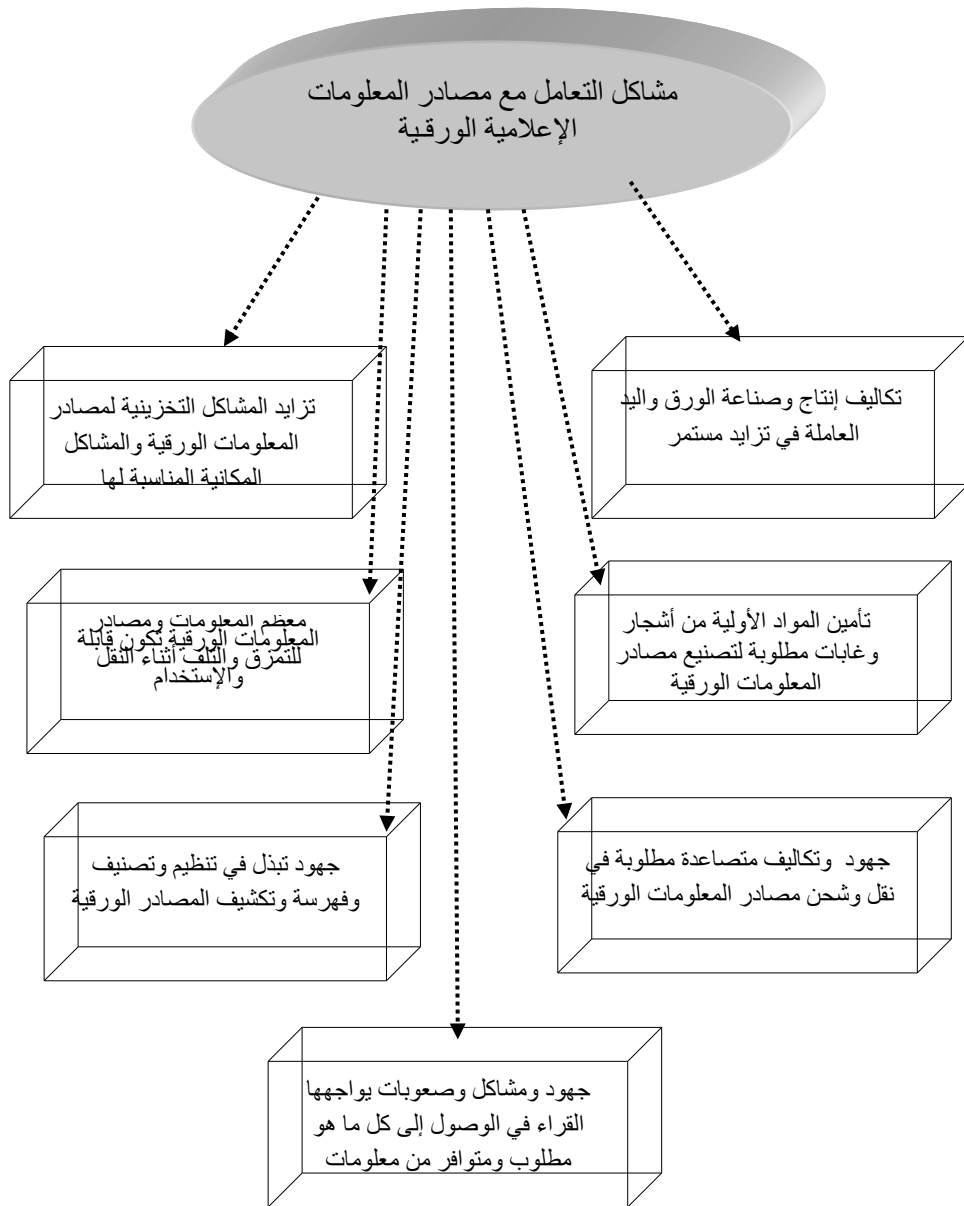 مشاكل التعامل مع مصادر المعلومات
الإعلامية الورقية
تكاليف إنتاج وصناعة الورق واليد
العاملة في تزايد مستمر
تزايد المشاكل التخزينية لمصادر
المعلومات الورقية والمشاكل
المكانية المناسبة لها
تأمين المواد الأولية من أشجار
وغابات مطلوبة لتصنيع مصادر
المعلومات الورقية
معظم المعلومات ومصادر
المعلومات الورقية تكون قابلة
للتمزق والتلف أثناء النقل
والإستخدام
جهود وتكاليف متصاعدة مطلوبة في
نقل وشحن مصادر المعلومات الورقية
جهود تبذل في تنظيم وتصنيف
وفهرسة وتكشيف المصادر الورقية
جهود ومشاكل وصعوبات يواجهها
القراء في الوصول إلى كل ما هو
مطلوب ومتوافر من معلومات